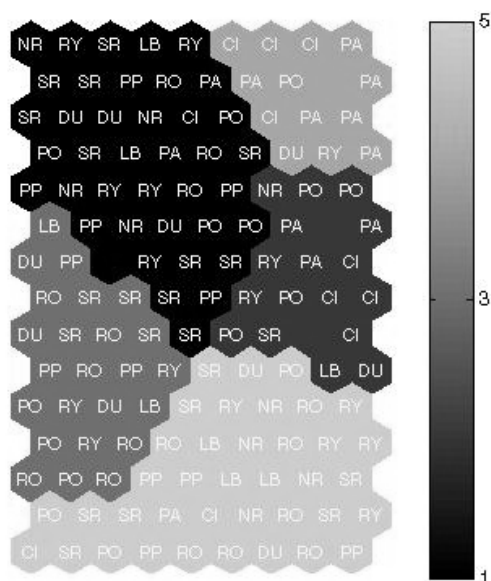 NR RY SR LB RY CI CI CI PA
SR SR PP RO PA PA PO PA
SR DU DU NR CI PO CI PA PA
PO SR LB PA RO SR DU RY PA
PP NR RY RY RO PP NR PO PO
LB PP NR DU PO PO PA PA
DU PP RY SR SR RY PA CI
RO SR SR SR PP RY PO CI CI
DU SR RO SR SR PO SR CI
PP RO PP RY SR DU PO LB DU
PO RY DU LB SR RY NR RO RY
PO RY RO RO LB NR RO RY RY
RO PO RO PP PP LB LB NR SR
PO SR SR PA CI NR RO SR RY
CI SR PO PP RO RO DU RO PP
5
3
1